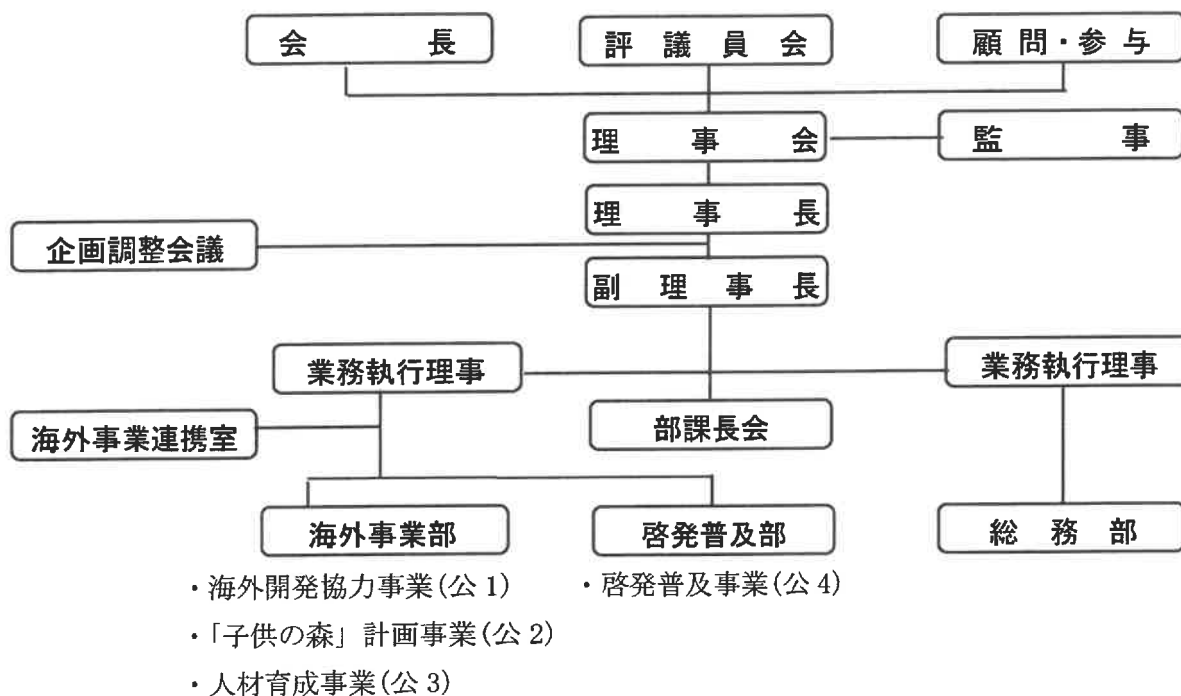 会長
評議員会
顧問・参与
理事会
監事
理事長
企画調整会議
副理事長
業務執行理事
業務執行理事
海外事業連携室
部課長会
海外事業部
啓発普及部
総務部
・海外開発協力事業(公1)
・啓発普及事業(公4)
・「子供の森」計画事業(公2)
・人材育成事業(公3)